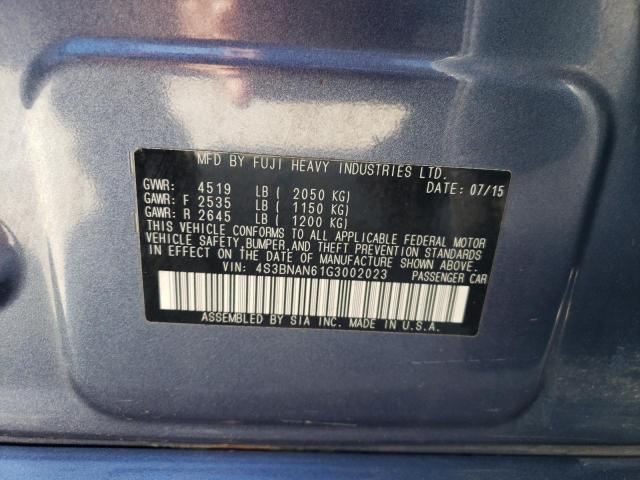 MFD BY FUJI HEAVY INDUSTRIES LTD.
GVWR: 4519 LB ( 2050 KG) DATE: 07/15
GAWR: F 2535 LB ( 1150 KG)
GAWR: R 2645 LB ( 1200 KG)
THIS VEHICLE CONFORMS TO ALL APPLICABLE FEDERAL MOTOR
VEHICLE SAFETY, BUMPER, AND THEFT PREVENTION STANDARDS
IN EFFECT ON THE DATE OF MANUFACTURE SHOWN ABOVE.
VIN: 4S3BNAN61G3002023 PASSENGER CAR
ASSEMBLED BY SIA INC. MADE IN U.S.A.